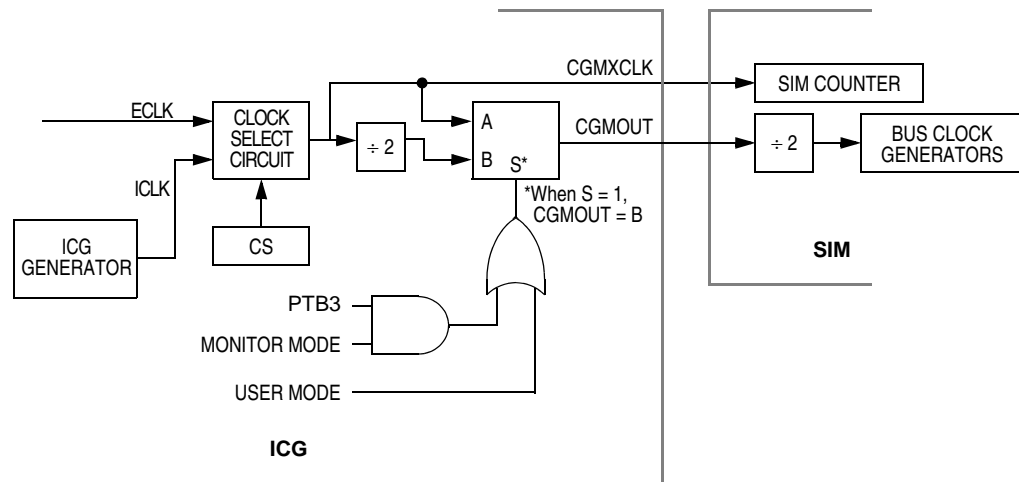 CGMXCLK
SIM COUNTER
ECLK
CLOCK
SELECT
CIRCUIT
÷ 2
A
B
S*
CGMOUT
÷ 2
BUS CLOCK
GENERATORS
ICLK
*When S = 1,
CGMOUT = B
ICG
GENERATOR
CS
SIM
PTB3
MONITOR MODE
USER MODE
ICG